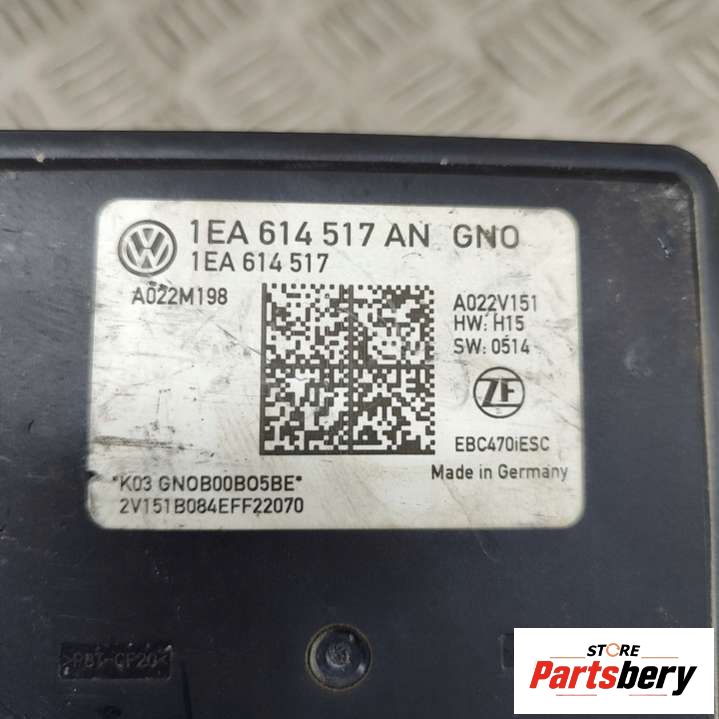 1EA 614 517 AN GNO
1EA 614 517
A022M198
A022V151
HW: H15
SW: 0514
ZF
EBC470iESC
Made in Germany
*K03 GNOB00BO5BE*
2V151B084EFF22070
STORE
Partsbery